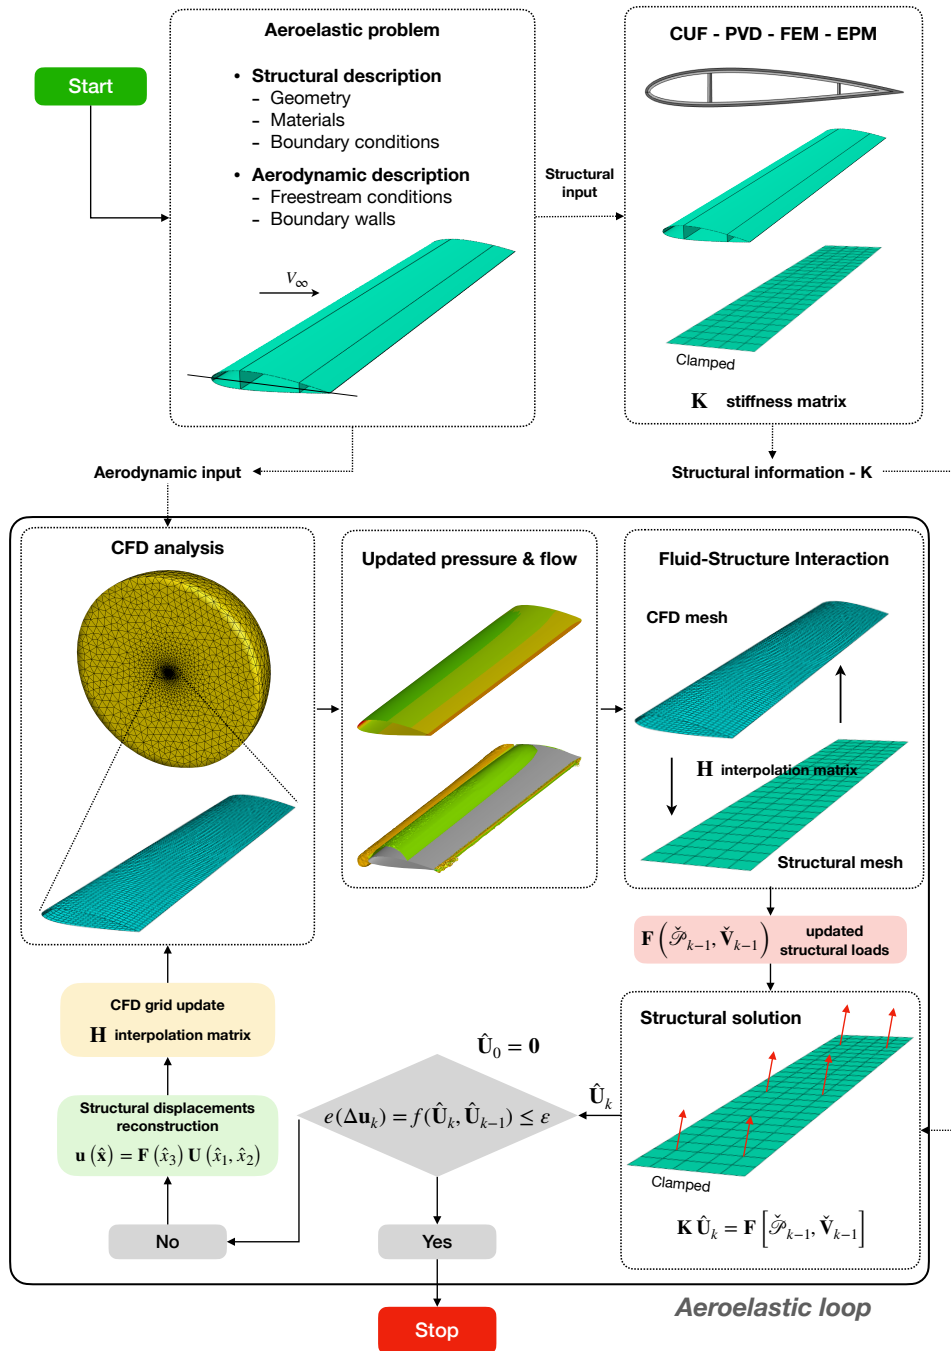 Start
Aeroelastic problem
• Structural description
– Geometry
– Materials
– Boundary conditions
• Aerodynamic description
– Freestream conditions
– Boundary walls
V∞
Structural
input
CUF - PVD - FEM - EPM
Clamped
K stiffness matrix
Aerodynamic input
Structural information - K
CFD analysis
Updated pressure & flow
Fluid-Structure Interaction
CFD mesh
H interpolation matrix
Structural mesh
F (𝒫̌ₖ₋₁, V̌ₖ₋₁) updated
structural loads
Structural solution
Clamped
K Ûₖ = F [𝒫̌ₖ₋₁, V̌ₖ₋₁]
Û₀ = 0
Ûₖ
e(Δuₖ) = f(Ûₖ, Ûₖ₋₁) ≤ ε
CFD grid update
H interpolation matrix
Structural displacements
reconstruction
u (x̂) = F (x̂₃) U (x̂₁, x̂₂)
No
Yes
Stop
Aeroelastic loop